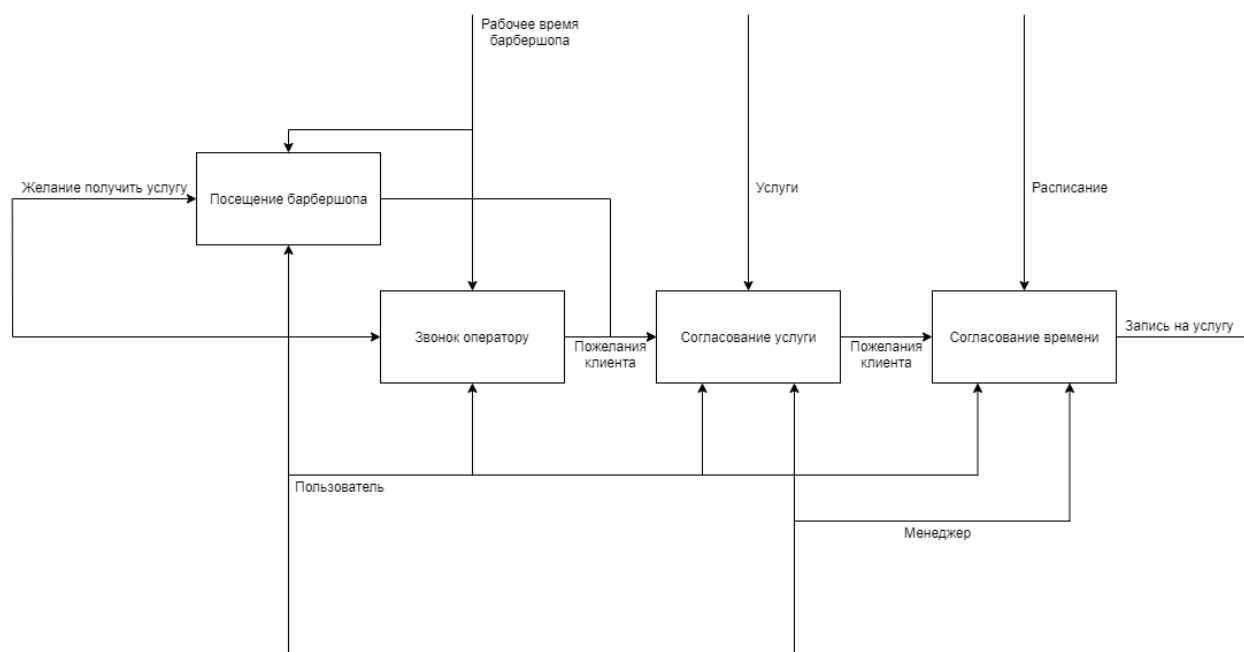 Рабочее время
барбершопа
Желание получить услугу
Посещение барбершопа
Услуги
Расписание
Звонок оператору
Пожелания
клиента
Согласование услуги
Пожелания
клиента
Согласование времени
Запись на услугу
Пользователь
Менеджер